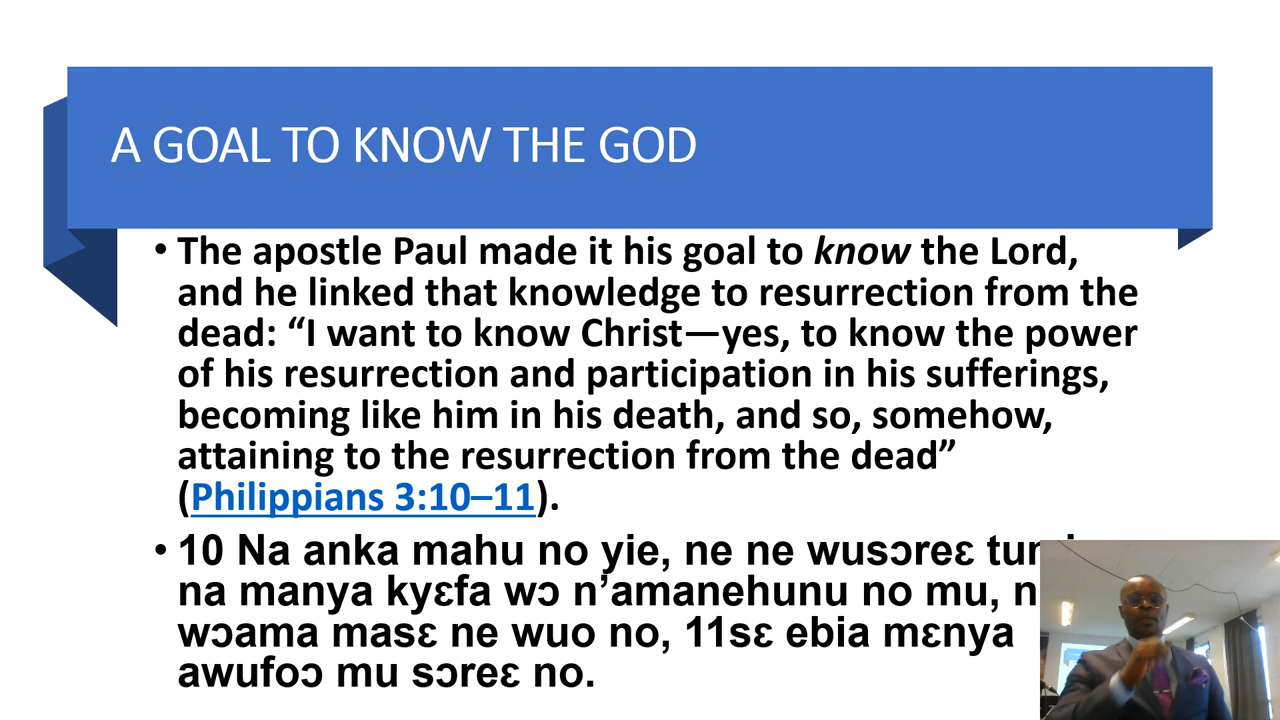 A GOAL TO KNOW THE GOD
• The apostle Paul made it his goal to know the Lord,
and he linked that knowledge to resurrection from the
dead: “I want to know Christ—yes, to know the power
of his resurrection and participation in his sufferings,
becoming like him in his death, and so, somehow,
attaining to the resurrection from the dead”
(Philippians 3:10–11).
• 10 Na anka mahu no yie, ne ne wusɔreɛ
na manya kyɛfa wɔ n’amanehunu no mu,
wɔama masɛ ne wuo no, 11sɛ ebia mɛnya
awufoɔ mu sɔreɛ no.